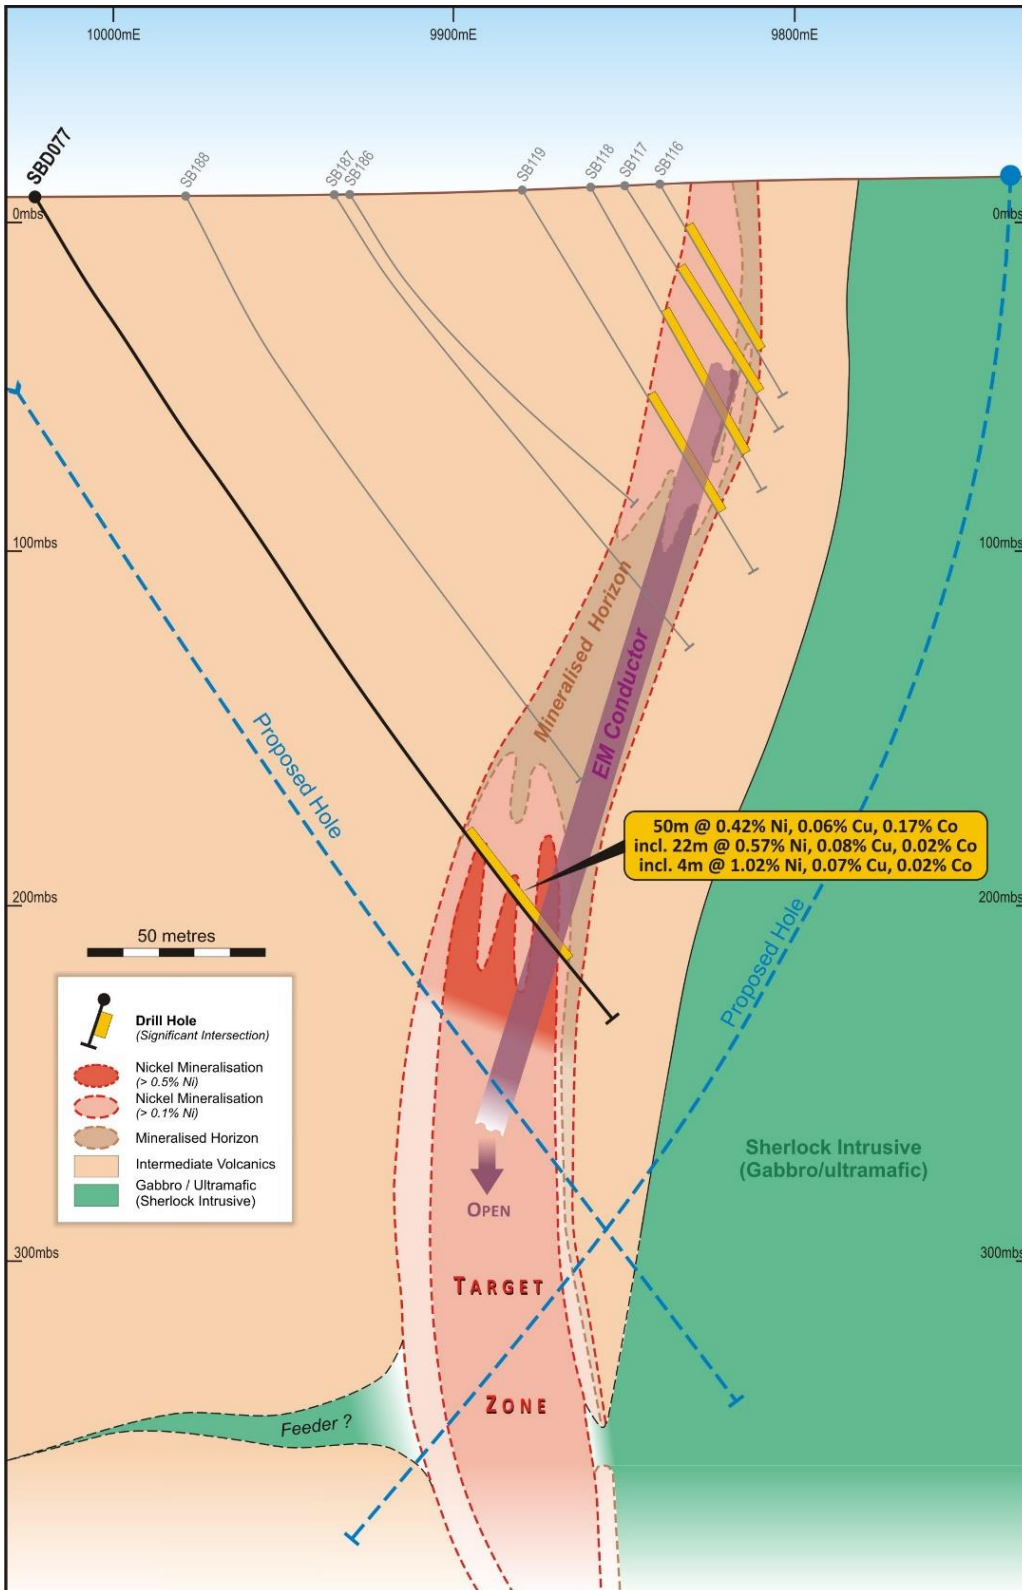 10000mE
9900mE
9800mE
SBD077
SB188
SB187
SB186
SB119
SB118
SB117
SB116
0mbs
0mbs
100mbs
100mbs
Mineralised Horizon
EM Conductor
Proposed Hole
50m @ 0.42% Ni, 0.06% Cu, 0.17% Co
incl. 22m @ 0.57% Ni, 0.08% Cu, 0.02% Co
incl. 4m @ 1.02% Ni, 0.07% Cu, 0.02% Co
200mbs
200mbs
Proposed Hole
50 metres
Drill Hole
(Significant Intersection)
Nickel Mineralisation
(> 0.5% Ni)
Nickel Mineralisation
(> 0.1% Ni)
Mineralised Horizon
Intermediate Volcanics
Gabbro / Ultramafic
(Sherlock Intrusive)
Sherlock Intrusive
(Gabbro/ultramafic)
OPEN
300mbs
300mbs
TARGET
ZONE
Feeder ?